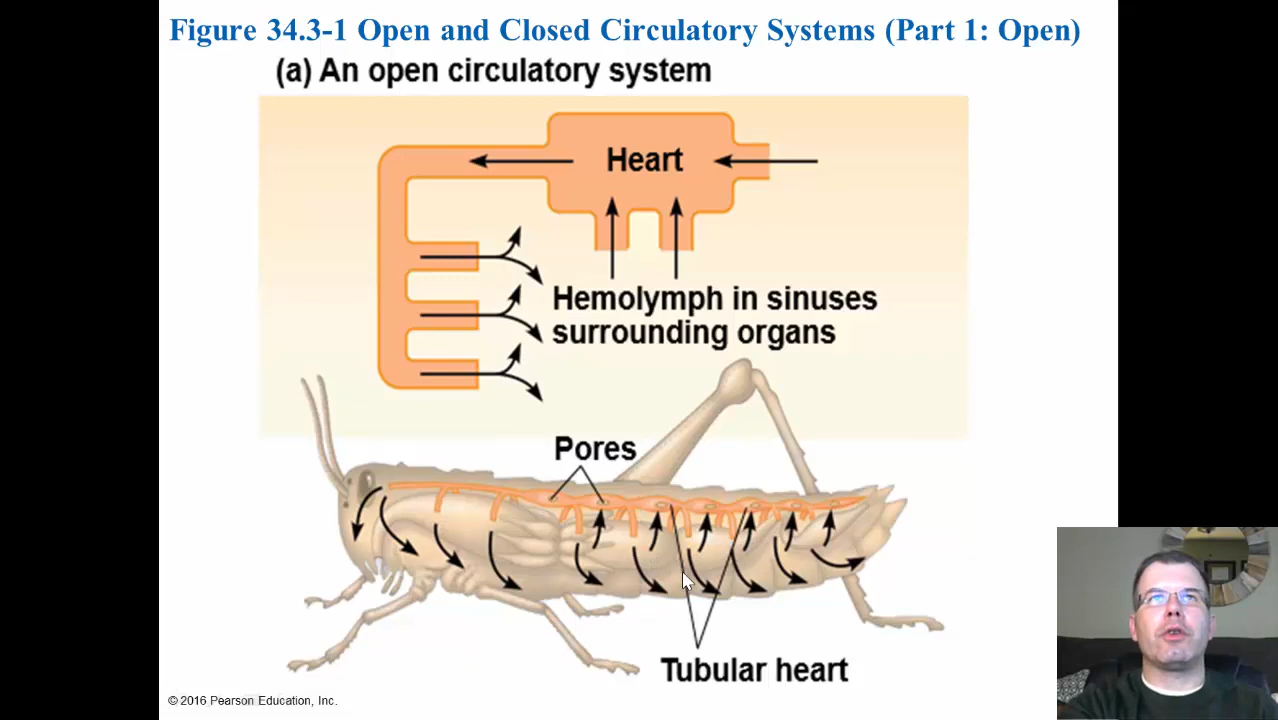 Figure 34.3-1 Open and Closed Circulatory Systems (Part 1: Open)
(a) An open circulatory system
Heart
Hemolymph in sinuses
surrounding organs
Pores
Tubular heart
© 2016 Pearson Education, Inc.